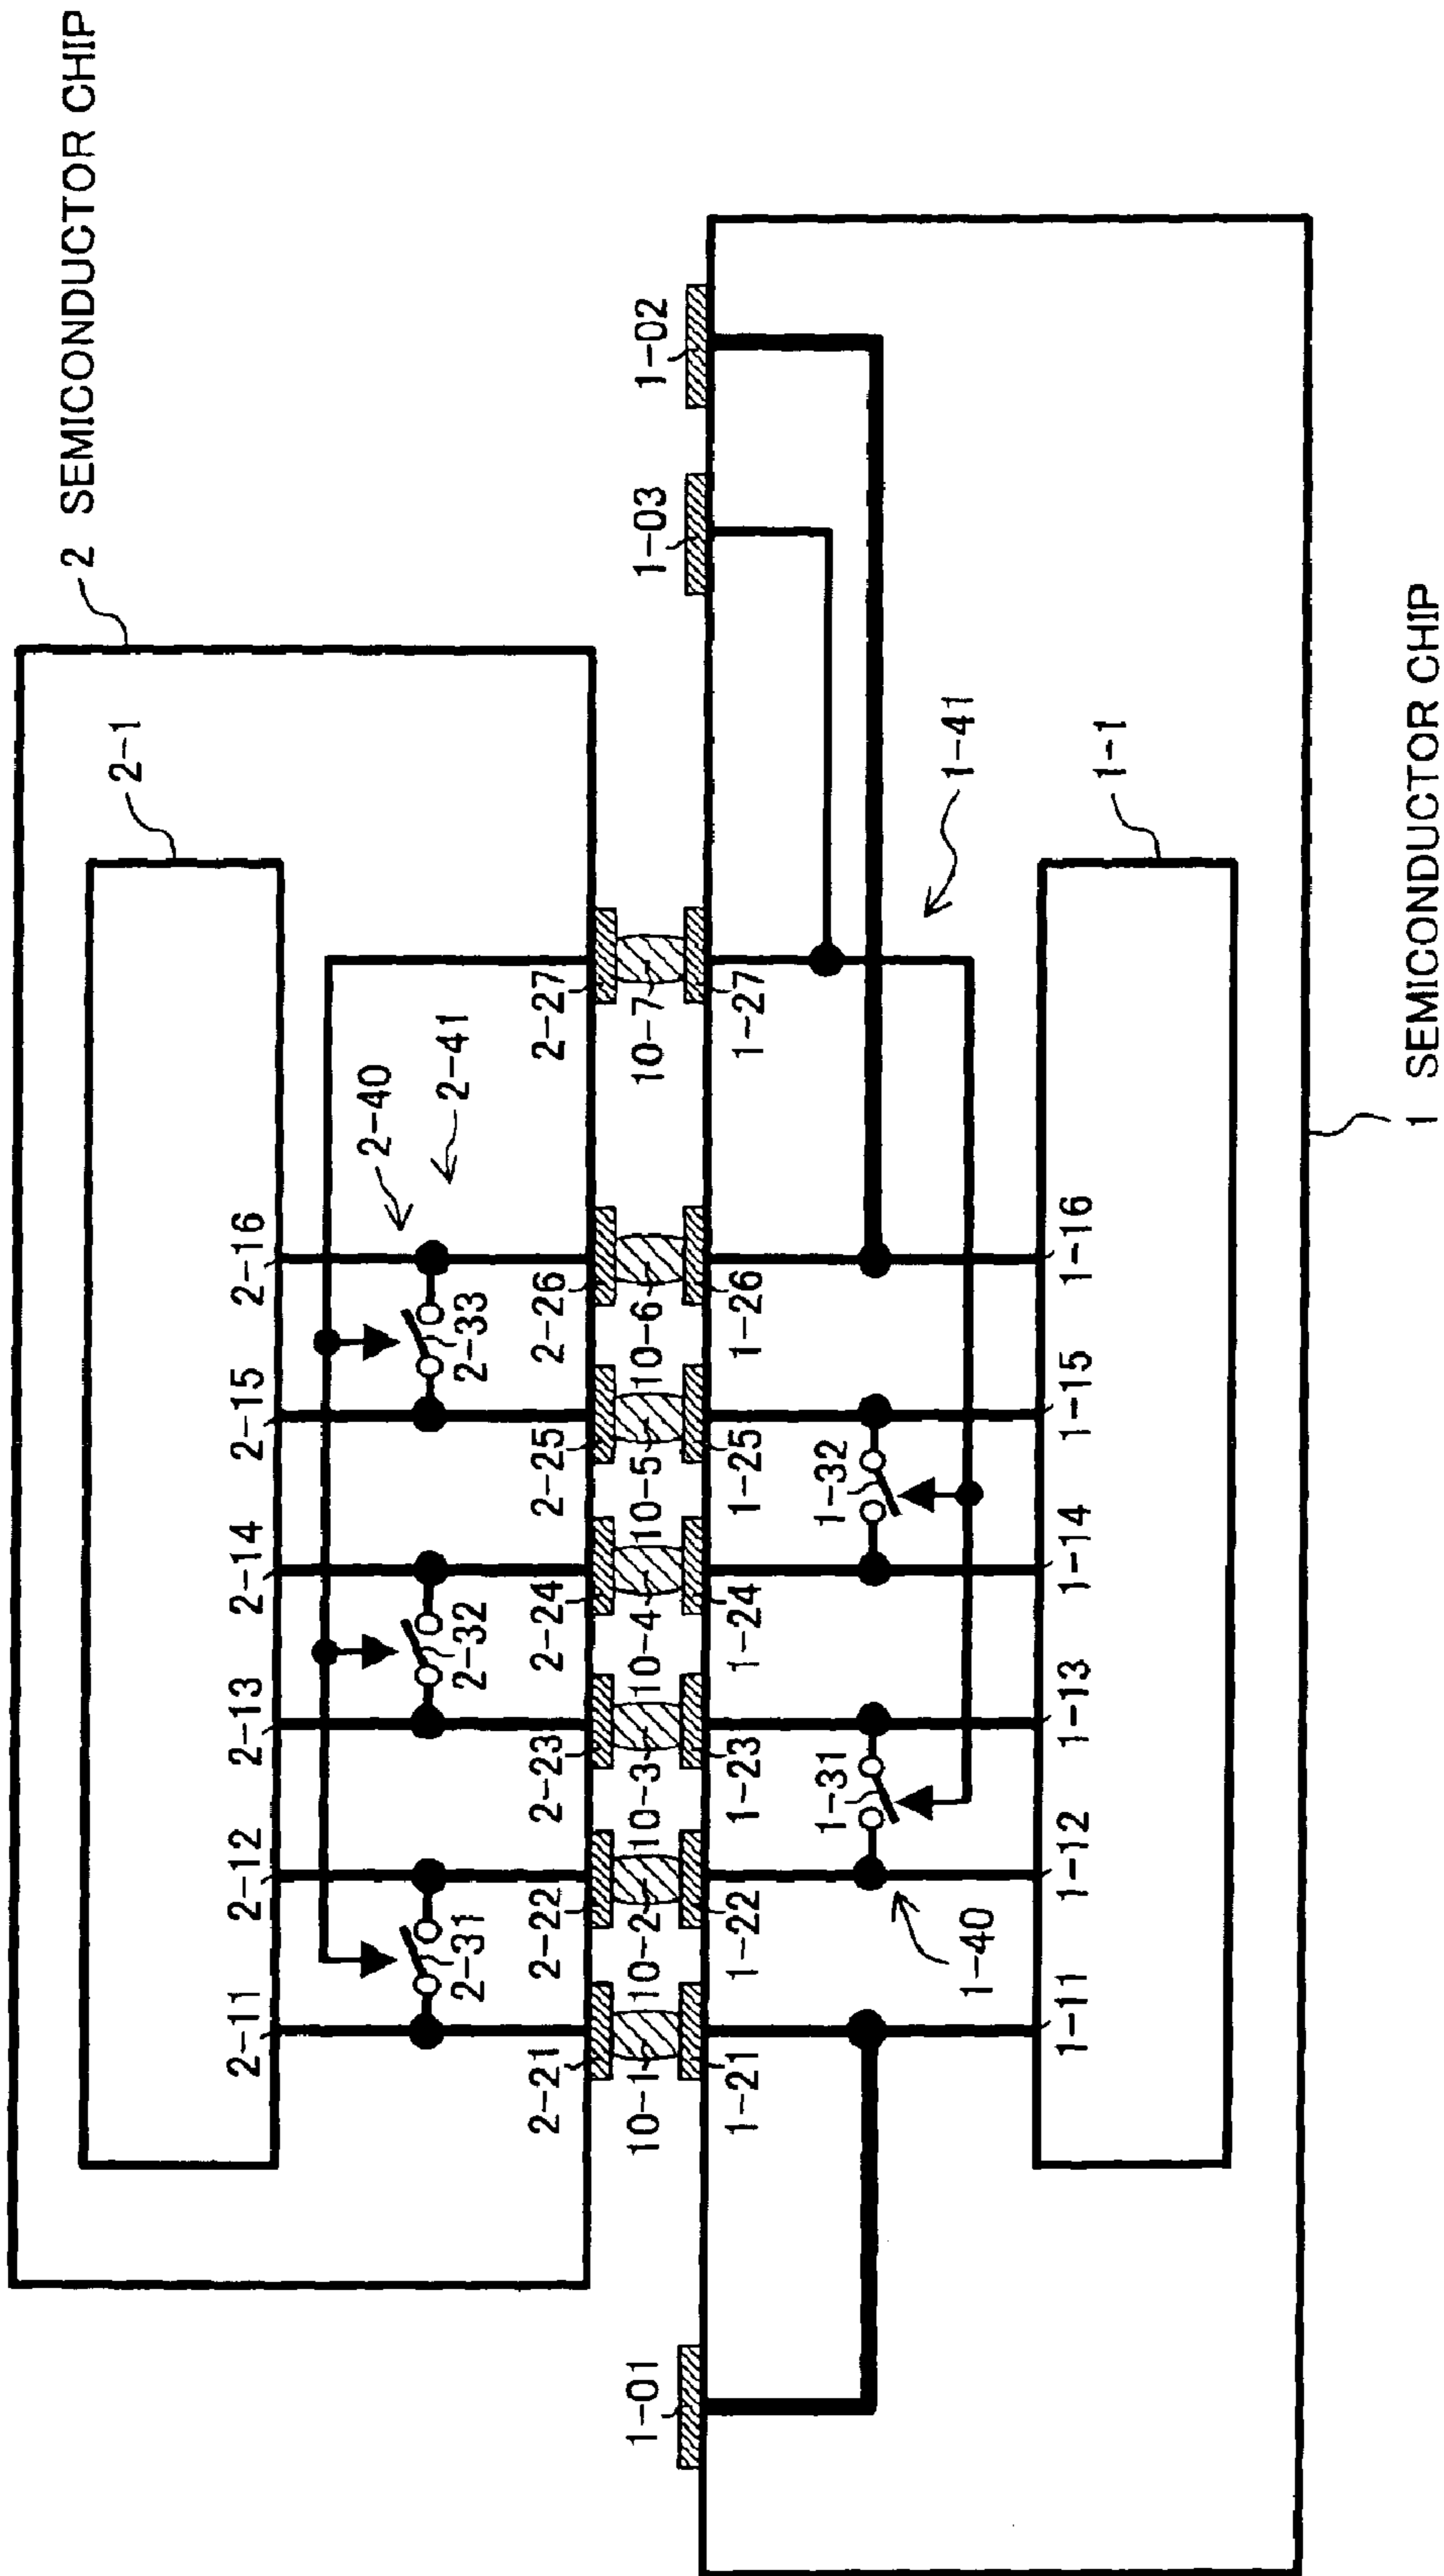 2 SEMICONDUCTOR CHIP
2-1
2-11 2-12 2-13 2-14 2-15 2-16
2-40
2-41
2-31 2-32 2-33
2-21 2-22 2-23 2-24 2-25 2-26 2-27
1-01 10-1 10-2 10-3 10-4 10-5 10-6 10-7 1-03 1-02
1-21 1-22 1-23 1-24 1-25 1-26 1-27
1-31 1-32
1-40 1-41
1-11 1-12 1-13 1-14 1-15 1-16 1-1
1 SEMICONDUCTOR CHIP